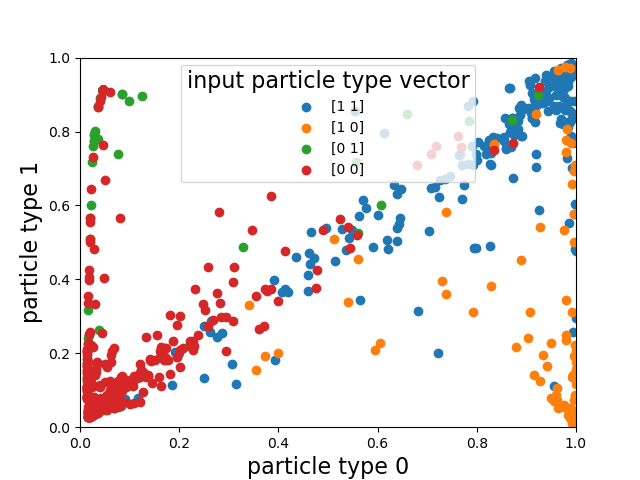 1.0
0.8
0.6
0.4
0.2
0.0
particle type 1
input particle type vector
[1 1]
[1 0]
[0 1]
[0 0]
0.0 0.2 0.4 0.6 0.8 1.0
particle type 0